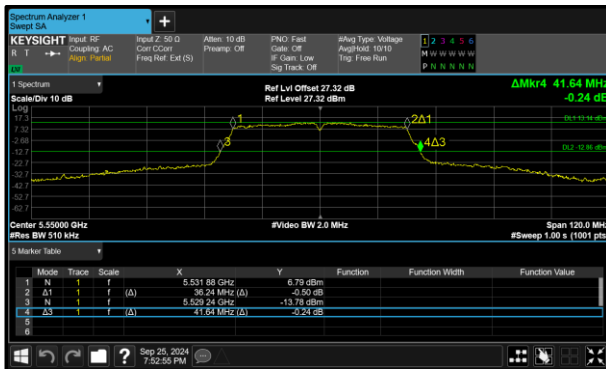 Spectrum Analyzer 1
Swept SA
KEYSIGHT
R T
LXI
Input: RF
Coupling: AC
Align: Partial
Input Z: 50 Ω
Corr CCorr
Freq Ref: Ext (S)
Atten: 10 dB
Preamp: Off
PNO: Fast
Gate: Off
IF Gain: Low
Sig Track: Off
#Avg Type: Voltage
Avg|Hold: 10/10
Trig: Free Run
1 2 3 4 5 6
M W W W W W
P N N N N N
1 Spectrum
Scale/Div 10 dB
Ref Lvl Offset 27.32 dB
Ref Level 27.32 dBm
ΔMkr4 41.64 MHz
-0.24 dB
Log
17.3
7.32
-2.68
-12.7
-22.7
-32.7
-42.7
-52.7
-62.7
1
2Δ1
3
4Δ3
DL1 13.14 dBm
DL2 -12.86 dBm
Center 5.55000 GHz
#Res BW 510 kHz
#Video BW 2.0 MHz
Span 120.0 MHz
#Sweep 1.00 s (1001 pts)
5 Marker Table
Mode Trace Scale X Y Function Function Width Function Value
1 N 1 f 5.531 88 GHz 6.79 dBm
2 Δ1 1 f (Δ) 36.24 MHz (Δ) -0.50 dB
3 N 1 f 5.529 24 GHz -13.78 dBm
4 Δ3 1 f (Δ) 41.64 MHz (Δ) -0.24 dB
5
6
Sep 25, 2024
7:52:55 PM